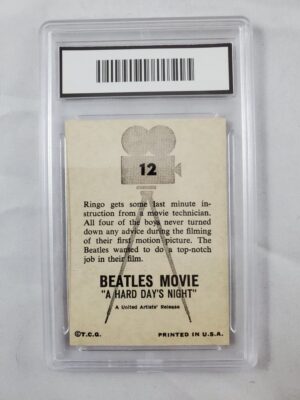 12
Ringo gets some last minute in-
struction from a movie technician.
All four of the boys never turned
down any advice during the filming
of their first motion picture. The
Beatles wanted to do a top-notch
job in their film.
BEATLES MOVIE
"A HARD DAY'S NIGHT"
A United Artists' Release
©T.C.G.
PRINTED IN U.S.A.